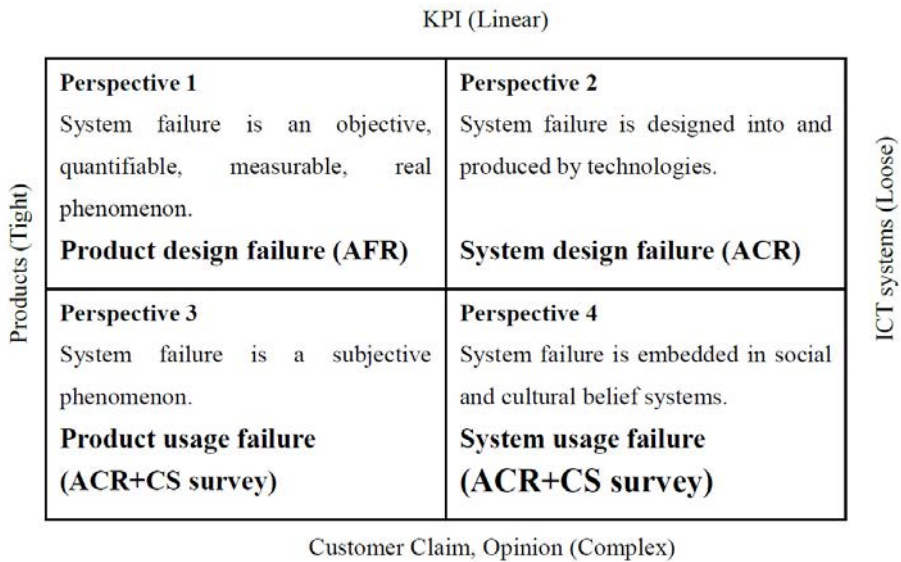 KPI (Linear)
Products (Tight)
Perspective 1
System failure is an objective,
quantifiable, measurable, real
phenomenon.
Product design failure (AFR)
Perspective 2
System failure is designed into and
produced by technologies.
System design failure (ACR)
Perspective 3
System failure is a subjective
phenomenon.
Product usage failure
(ACR+CS survey)
Perspective 4
System failure is embedded in social
and cultural belief systems.
System usage failure
(ACR+CS survey)
ICT systems (Loose)
Customer Claim, Opinion (Complex)